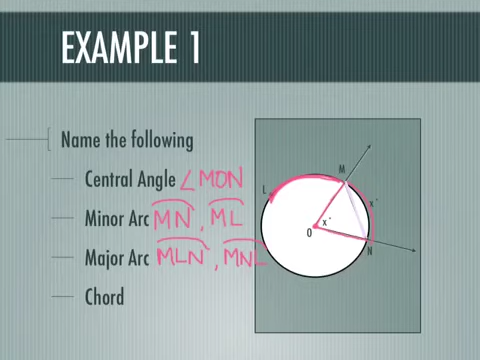 EXAMPLE 1
Name the following
Central Angle ∠MON
Minor Arc MN, ML
Major Arc MLN, MNL
Chord
M
L
x°
x°
O
N